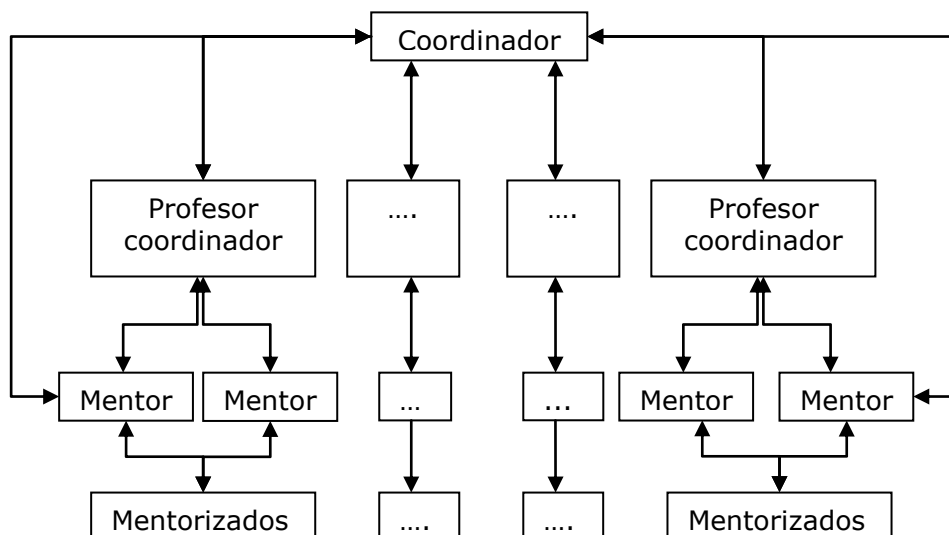 Coordinador
Profesor
coordinador
….
….
Profesor
coordinador
Mentor
Mentor
…
...
Mentor
Mentor
Mentorizados
….
….
Mentorizados